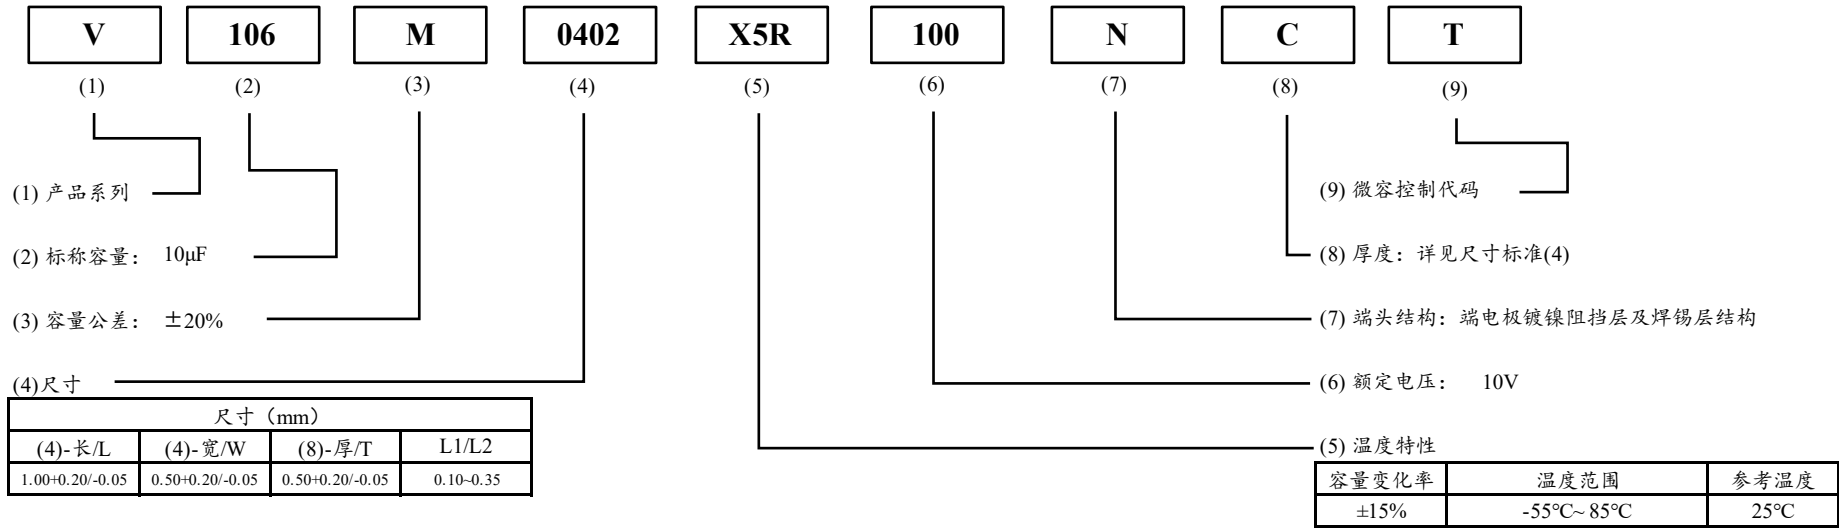 V 106 M 0402 X5R 100 N C T
(1) (2) (3) (4) (5) (6) (7) (8) (9)
(1) 产品系列
(9) 微容控制代码
(2) 标称容量： 10μF
(8) 厚度：详见尺寸标准(4)
(3) 容量公差： ±20%
(7) 端头结构：端电极镀镍阻挡层及焊锡层结构
(4)尺寸
(6) 额定电压： 10V
尺寸（mm）
(4)-长/L (4)-宽/W (8)-厚/T L1/L2
1.00+0.20/-0.05 0.50+0.20/-0.05 0.50+0.20/-0.05 0.10~0.35
(5) 温度特性
容量变化率 温度范围 参考温度
±15% -55℃~ 85℃ 25℃